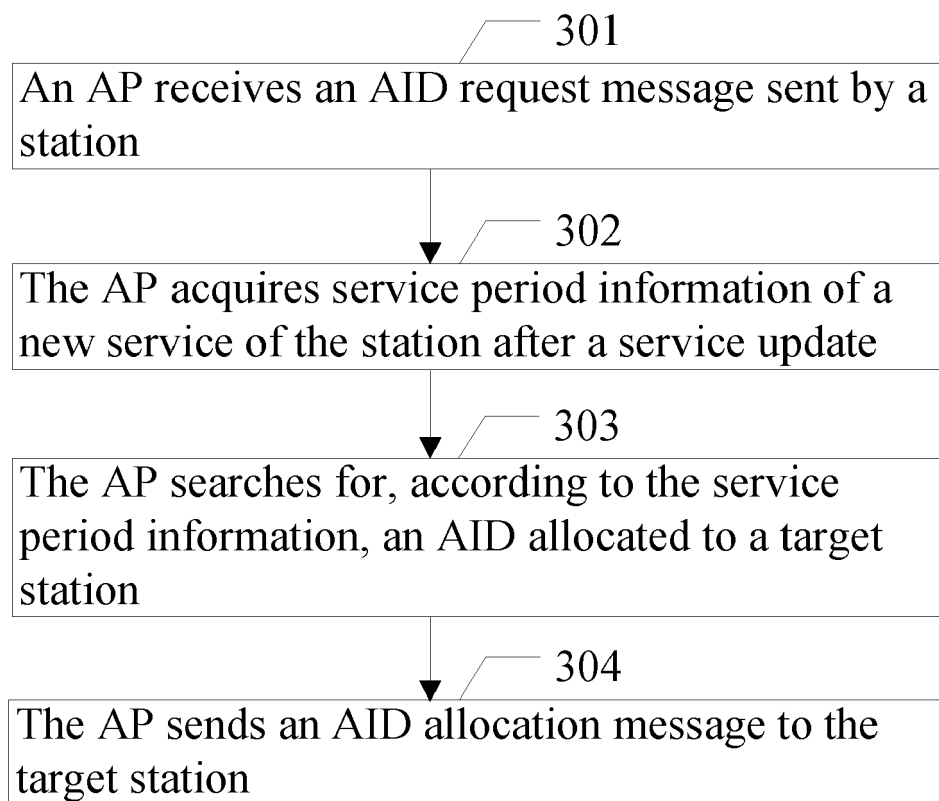 301
An AP receives an AID request message sent by a
station
302
The AP acquires service period information of a
new service of the station after a service update
303
The AP searches for, according to the service
period information, an AID allocated to a target
station
304
The AP sends an AID allocation message to the
target station